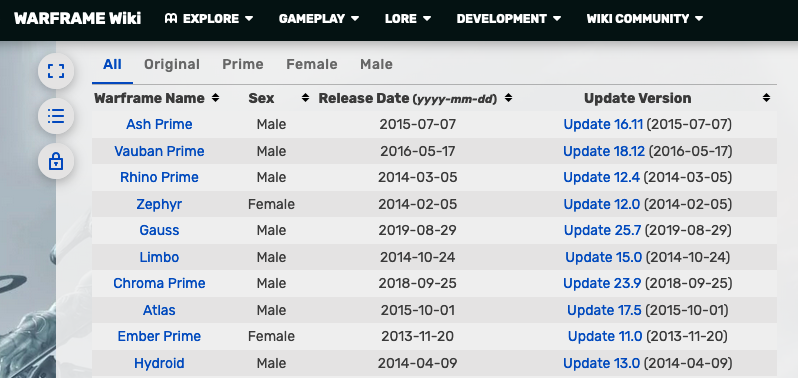 WARFRAME Wiki EXPLORE GAMEPLAY LORE DEVELOPMENT WIKI COMMUNITY
All Original Prime Female Male
Warframe Name Sex Release Date (yyyy-mm-dd) Update Version
Ash Prime Male 2015-07-07 Update 16.11 (2015-07-07)
Vauban Prime Male 2016-05-17 Update 18.12 (2016-05-17)
Rhino Prime Male 2014-03-05 Update 12.4 (2014-03-05)
Zephyr Female 2014-02-05 Update 12.0 (2014-02-05)
Gauss Male 2019-08-29 Update 25.7 (2019-08-29)
Limbo Male 2014-10-24 Update 15.0 (2014-10-24)
Chroma Prime Male 2018-09-25 Update 23.9 (2018-09-25)
Atlas Male 2015-10-01 Update 17.5 (2015-10-01)
Ember Prime Female 2013-11-20 Update 11.0 (2013-11-20)
Hydroid Male 2014-04-09 Update 13.0 (2014-04-09)